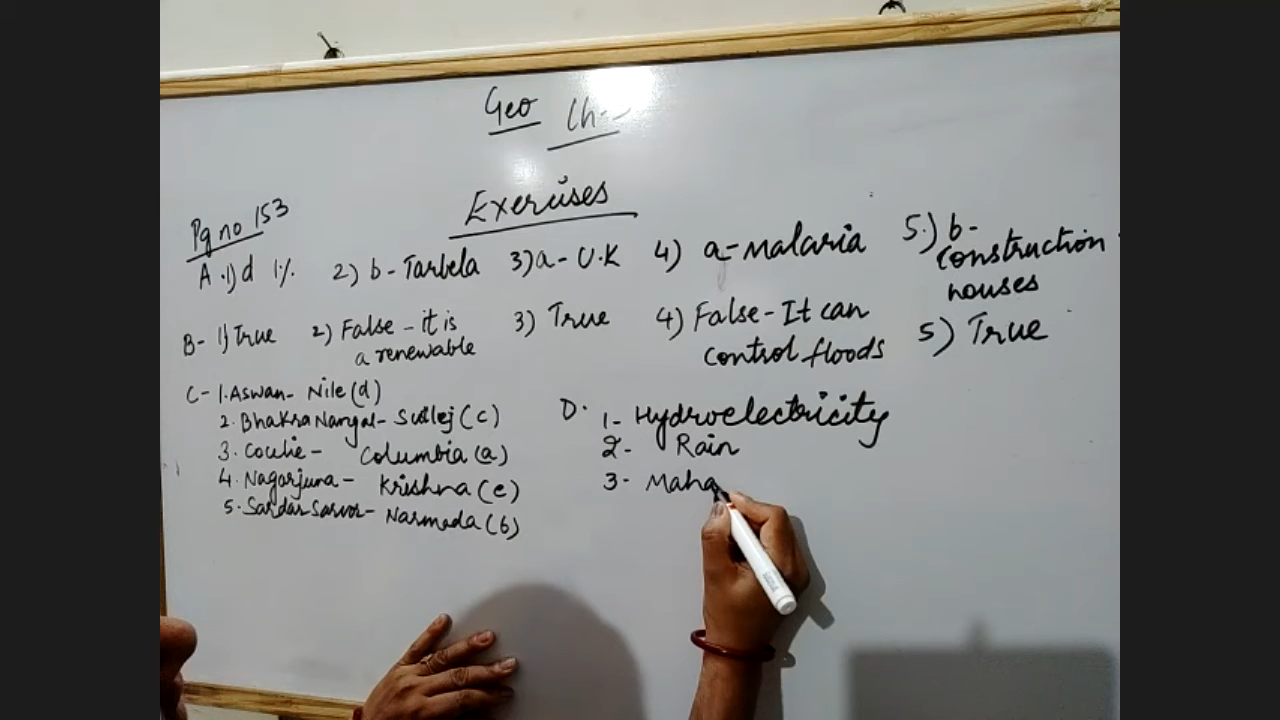 Geo Ch-
Exercises
Pg no 153
A. 1) d 1% 2) b - Tarbela 3) a - U.K 4) a - Malaria 5.) b - construction houses
B - 1) True 2) False - it is a renewable 3) True 4) False - It can control floods 5) True
C - 1. Aswan - Nile (d)
2. Bhakra Nangal - Sutlej (c)
3. Coulie - Columbia (a)
4. Nagarjuna - Krishna (e)
5. Sardar Sarvor - Narmada (b)
D. 1 - Hydroelectricity
2 - Rain
3 - Maha